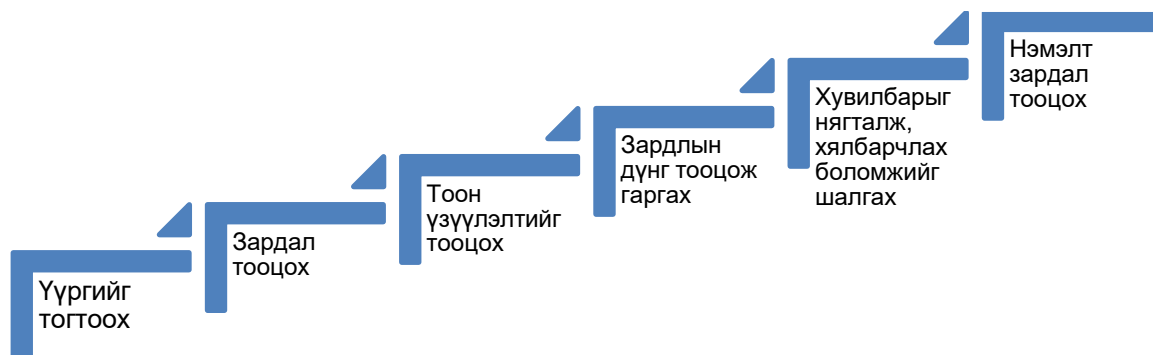 Үүргийг
тогтоох
Зардал
тооцох
Тоон
үзүүлэлтийг
тооцох
Зардлын
дүнг тооцож
гаргах
Хувилбарыг
нягталж,
хялбарчлах
боломжийг
шалгах
Нэмэлт
зардал
тооцох